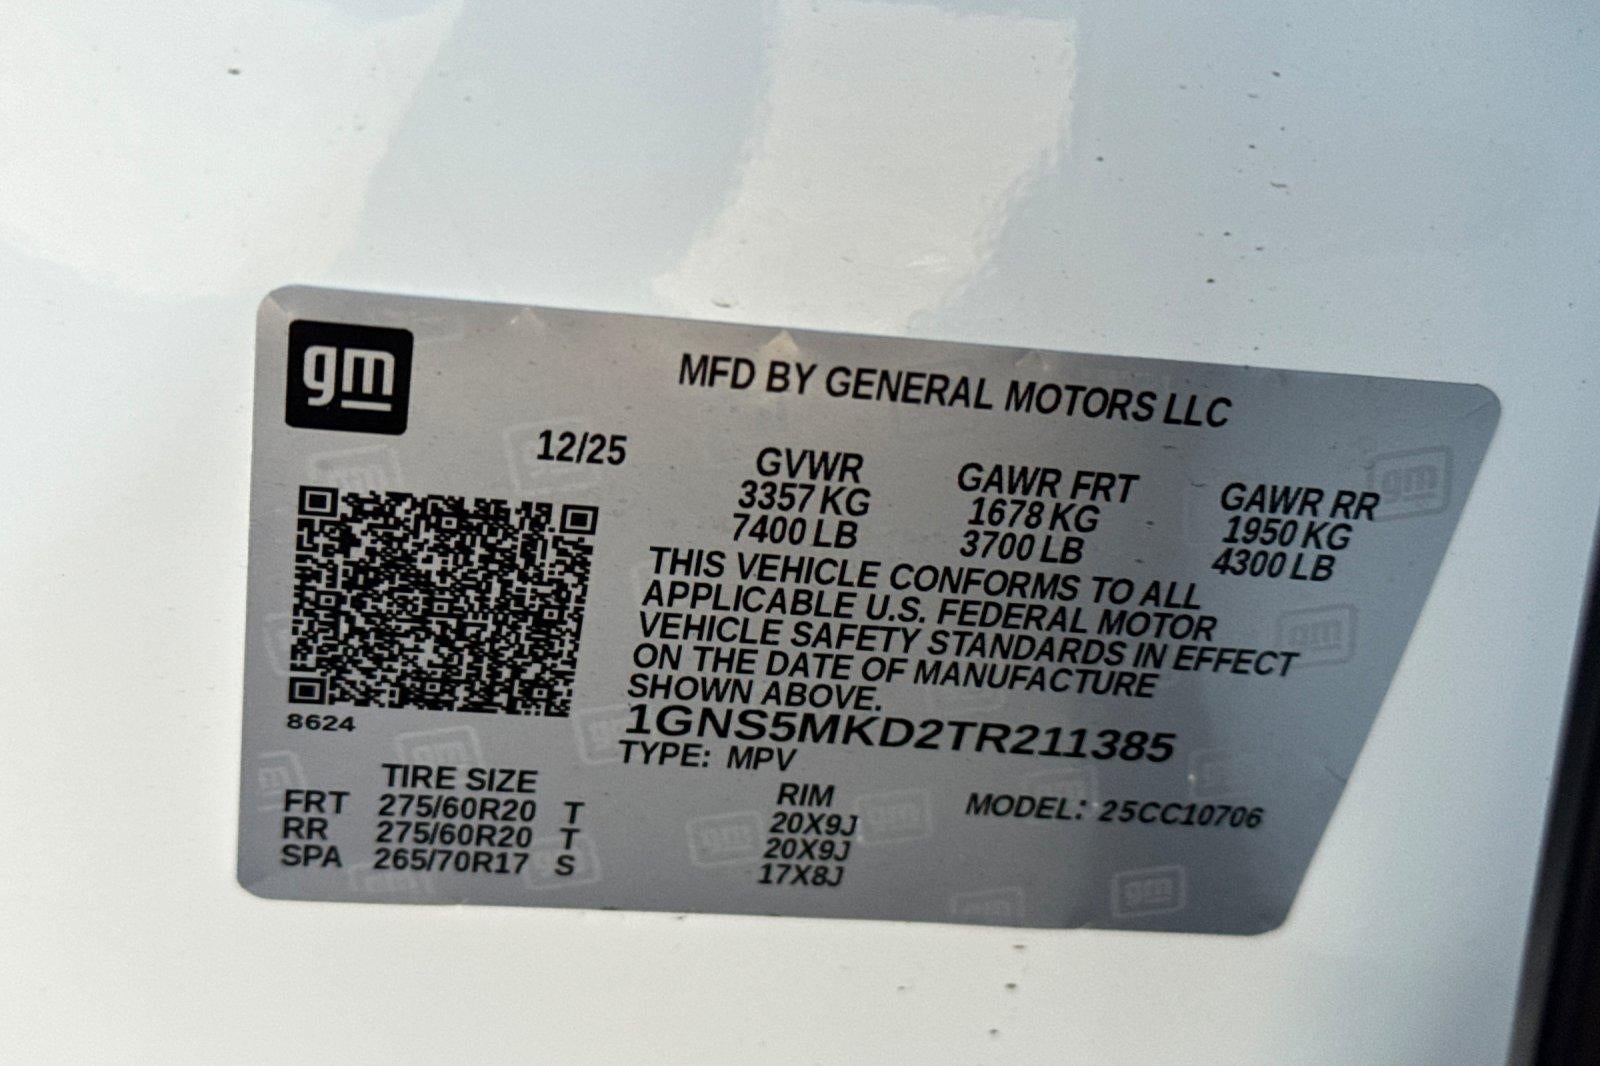 gm
MFD BY GENERAL MOTORS LLC
12/25 GVWR GAWR FRT GAWR RR
3357 KG 1678 KG 1950 KG
7400 LB 3700 LB 4300 LB
THIS VEHICLE CONFORMS TO ALL
APPLICABLE U.S. FEDERAL MOTOR
VEHICLE SAFETY STANDARDS IN EFFECT
ON THE DATE OF MANUFACTURE
SHOWN ABOVE.
8624
1GNS5MKD2TR211385
TYPE: MPV
TIRE SIZE RIM MODEL: 25CC10706
FRT 275/60R20 T 20X9J
RR 275/60R20 T 20X9J
SPA 265/70R17 S 17X8J